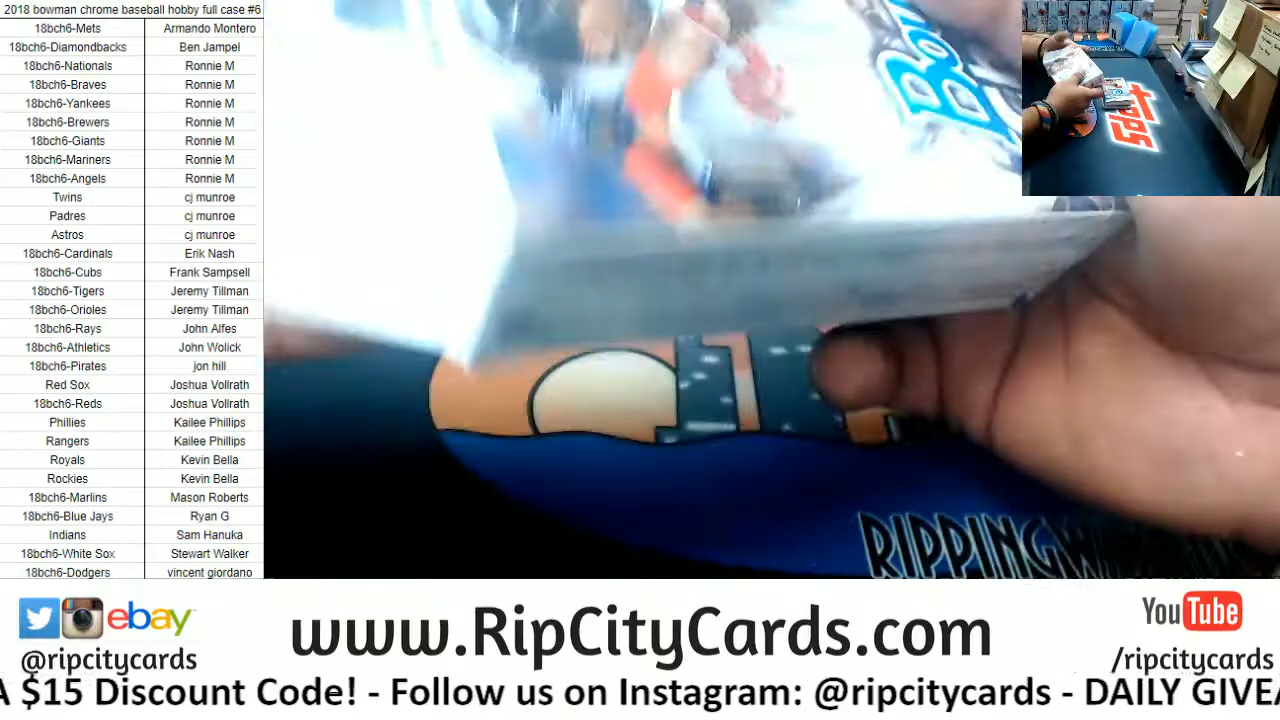 2018 bowman chrome baseball hobby full case #6
18bch6-Mets Armando Montero
18bch6-Diamondbacks Ben Jampel
18bch6-Nationals Ronnie M
18bch6-Braves Ronnie M
18bch6-Yankees Ronnie M
18bch6-Brewers Ronnie M
18bch6-Giants Ronnie M
18bch6-Mariners Ronnie M
18bch6-Angels Ronnie M
Twins cj munroe
Padres cj munroe
Astros cj munroe
18bch6-Cardinals Erik Nash
18bch6-Cubs Frank Sampsell
18bch6-Tigers Jeremy Tillman
18bch6-Orioles Jeremy Tillman
18bch6-Rays John Alfes
18bch6-Athletics John Wolick
18bch6-Pirates jon hill
Red Sox Joshua Vollrath
18bch6-Reds Joshua Vollrath
Phillies Kailee Phillips
Rangers Kailee Phillips
Royals Kevin Bella
Rockies Kevin Bella
18bch6-Marlins Mason Roberts
18bch6-Blue Jays Ryan G
Indians Sam Hanuka
18bch6-White Sox Stewart Walker
18bch6-Dodgers vincent giordano
topps
RIPPINGW
ebay
@ripcitycards
www.RipCityCards.com
YouTube
/ripcitycards
A $15 Discount Code! - Follow us on Instagram: @ripcitycards - DAILY GIVEA